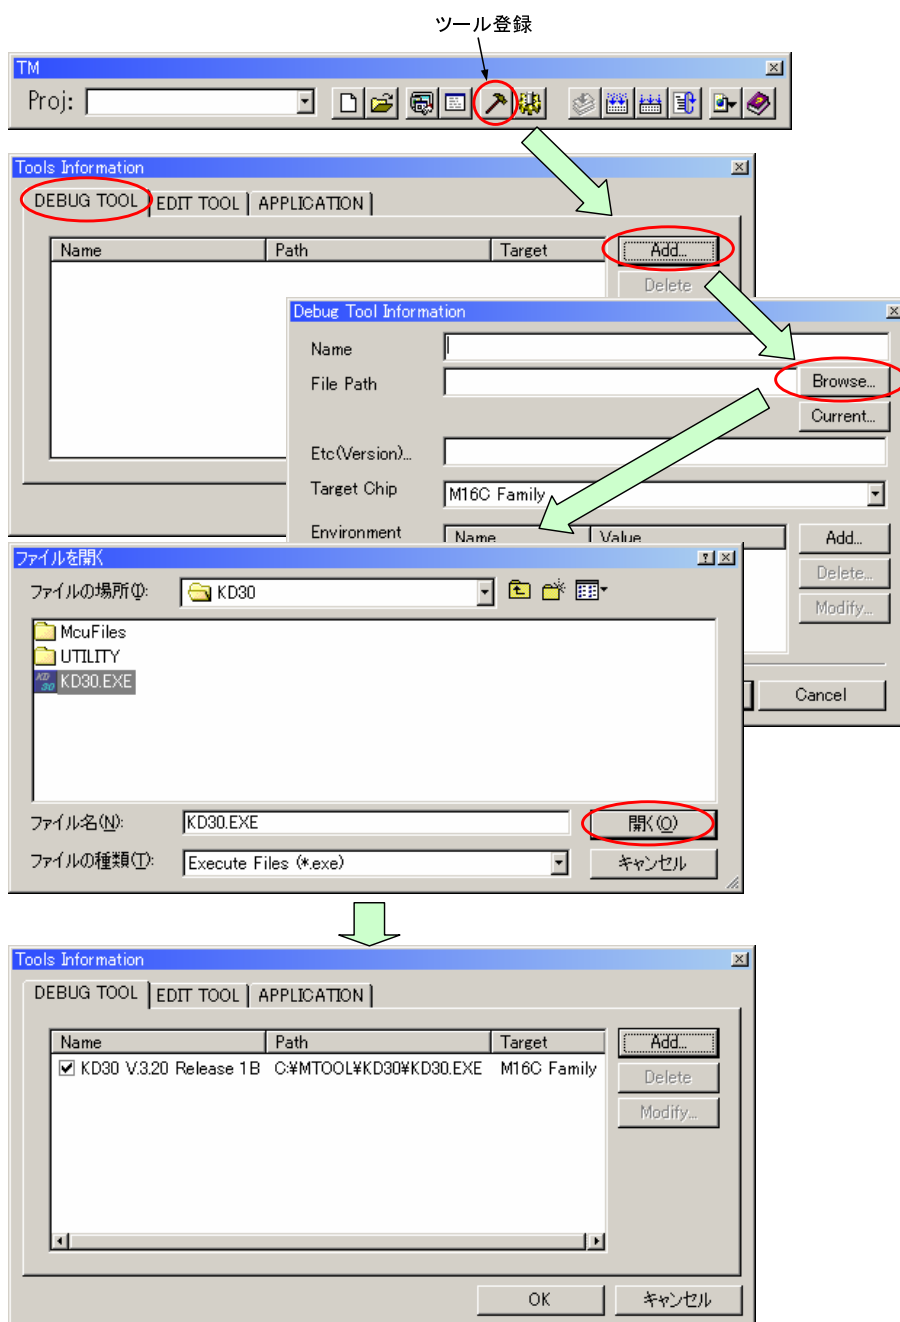 ツール登録
TM
Proj:
Tools Information
DEBUG TOOL EDIT TOOL APPLICATION
Name Path Target Add...
Delete
Debug Tool Information
Name
File Path Browse...
Current...
Etc(Version)...
Target Chip M16C Family
Environment Name Value Add...
Delete...
Modify...
Cancel
ファイルを開く
ファイルの場所(I): KD30
McuFiles
UTILITY
KD30.EXE
ファイル名(N): KD30.EXE 開く(O)
ファイルの種類(T): Execute Files (*.exe) キャンセル
Tools Information
DEBUG TOOL EDIT TOOL APPLICATION
Name Path Target Add...
KD30 V.3.20 Release 1B C:¥MTOOL¥KD30¥KD30.EXE M16C Family Delete
Modify...
OK キャンセル